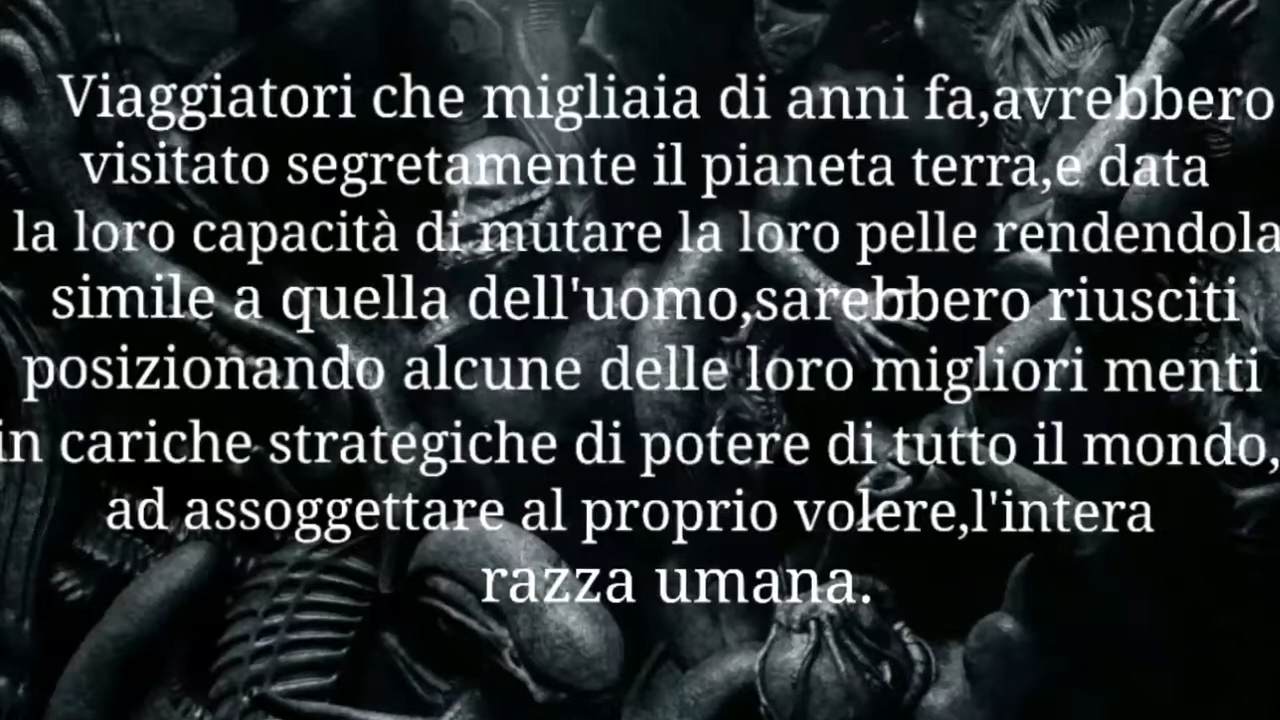 Viaggiatori che migliaia di anni fa,avrebbero
visitato segretamente il pianeta terra,e data
la loro capacità di mutare la loro pelle rendendola
simile a quella dell'uomo,sarebbero riusciti
posizionando alcune delle loro migliori menti
in cariche strategiche di potere di tutto il mondo,
ad assoggettare al proprio volere,l'intera
razza umana.